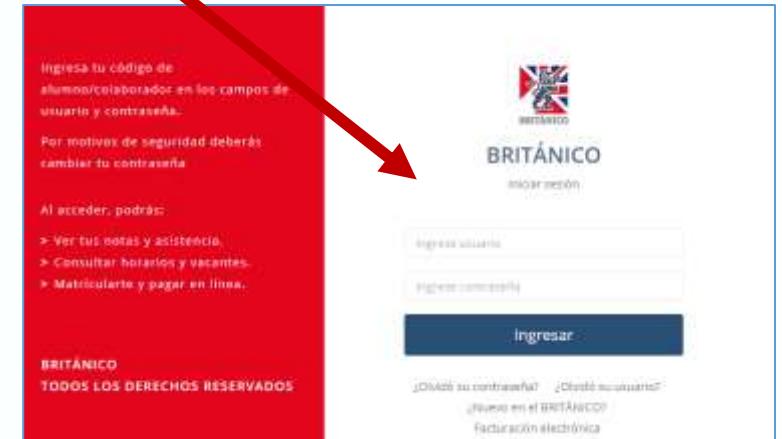 Ingresa tu código de
alumno/colaborador en los campos de
usuario y contraseña.
Por motivos de seguridad deberás
cambiar tu contraseña
Al acceder, podrás:
> Ver tus notas y asistencia.
> Consultar horarios y vacantes.
> Matricularte y pagar en línea.
BRITÁNICO
TODOS LOS DERECHOS RESERVADOS
BRITÁNICO
BRITÁNICO
Iniciar sesión
Ingrese usuario
Ingrese contraseña
Ingresar
¿Olvidó su contraseña? ¿Olvidó su usuario?
¿Nuevo en el BRITÁNICO?
Facturación electrónica